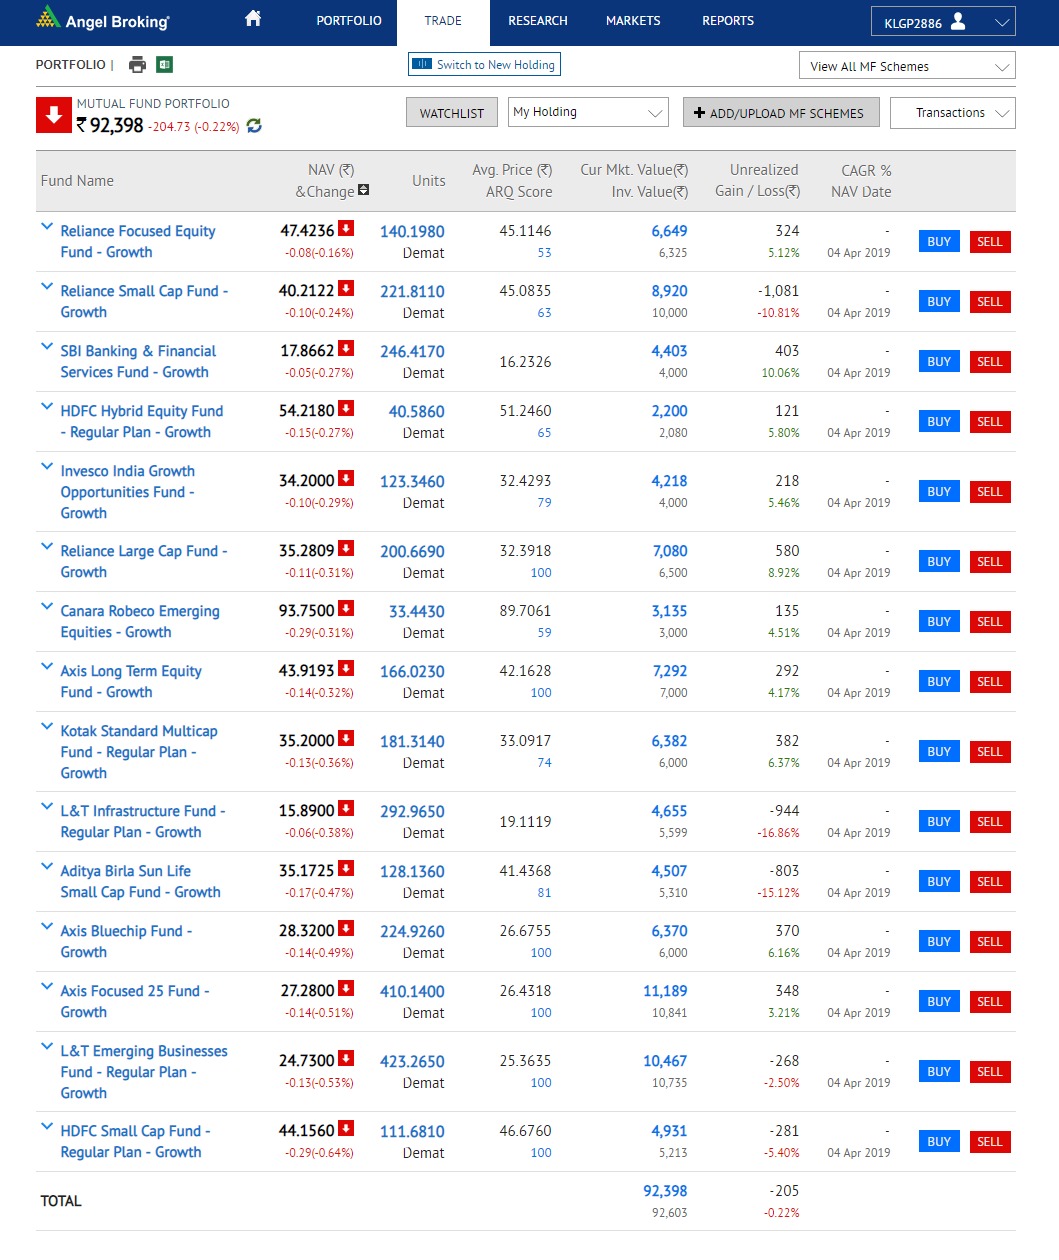 Angel Broking
PORTFOLIO TRADE RESEARCH MARKETS REPORTS KLGP2886
PORTFOLIO | Switch to New Holding View All MF Schemes
MUTUAL FUND PORTFOLIO
₹ 92,398 -204.73 (-0.22%)
WATCHLIST My Holding + ADD/UPLOAD MF SCHEMES Transactions
Fund Name NAV (₹) &Change Units Avg. Price (₹) ARQ Score Cur Mkt. Value(₹) Inv. Value(₹) Unrealized Gain / Loss(₹) CAGR % NAV Date
Reliance Focused Equity 47.4236 140.1980 45.1146 6,649 324 - BUY SELL
Fund - Growth -0.08(-0.16%) Demat 53 6,325 5.12% 04 Apr 2019
Reliance Small Cap Fund - 40.2122 221.8110 45.0835 8,920 -1,081 - BUY SELL
Growth -0.10(-0.24%) Demat 63 10,000 -10.81% 04 Apr 2019
SBI Banking & Financial 17.8662 246.4170 16.2326 4,403 403 - BUY SELL
Services Fund - Growth -0.05(-0.27%) Demat 4,000 10.06% 04 Apr 2019
HDFC Hybrid Equity Fund 54.2180 40.5860 51.2460 2,200 121 - BUY SELL
- Regular Plan - Growth -0.15(-0.27%) Demat 65 2,080 5.80% 04 Apr 2019
Invesco India Growth
Opportunities Fund - 34.2000 123.3460 32.4293 4,218 218 - BUY SELL
Growth -0.10(-0.29%) Demat 79 4,000 5.46% 04 Apr 2019
Reliance Large Cap Fund - 35.2809 200.6690 32.3918 7,080 580 - BUY SELL
Growth -0.11(-0.31%) Demat 100 6,500 8.92% 04 Apr 2019
Canara Robeco Emerging 93.7500 33.4430 89.7061 3,135 135 - BUY SELL
Equities - Growth -0.29(-0.31%) Demat 59 3,000 4.51% 04 Apr 2019
Axis Long Term Equity 43.9193 166.0230 42.1628 7,292 292 - BUY SELL
Fund - Growth -0.14(-0.32%) Demat 100 7,000 4.17% 04 Apr 2019
Kotak Standard Multicap
Fund - Regular Plan - 35.2000 181.3140 33.0917 6,382 382 - BUY SELL
Growth -0.13(-0.36%) Demat 74 6,000 6.37% 04 Apr 2019
L&T Infrastructure Fund - 15.8900 292.9650 19.1119 4,655 -944 - BUY SELL
Regular Plan - Growth -0.06(-0.38%) Demat 5,599 -16.86% 04 Apr 2019
Aditya Birla Sun Life 35.1725 128.1360 41.4368 4,507 -803 - BUY SELL
Small Cap Fund - Growth -0.17(-0.47%) Demat 81 5,310 -15.12% 04 Apr 2019
Axis Bluechip Fund - 28.3200 224.9260 26.6755 6,370 370 - BUY SELL
Growth -0.14(-0.49%) Demat 100 6,000 6.16% 04 Apr 2019
Axis Focused 25 Fund - 27.2800 410.1400 26.4318 11,189 348 - BUY SELL
Growth -0.14(-0.51%) Demat 100 10,841 3.21% 04 Apr 2019
L&T Emerging Businesses
Fund - Regular Plan - 24.7300 423.2650 25.3635 10,467 -268 - BUY SELL
Growth -0.13(-0.53%) Demat 100 10,735 -2.50% 04 Apr 2019
HDFC Small Cap Fund - 44.1560 111.6810 46.6760 4,931 -281 - BUY SELL
Regular Plan - Growth -0.29(-0.64%) Demat 100 5,213 -5.40% 04 Apr 2019
TOTAL 92,398 -205
92,603 -0.22%